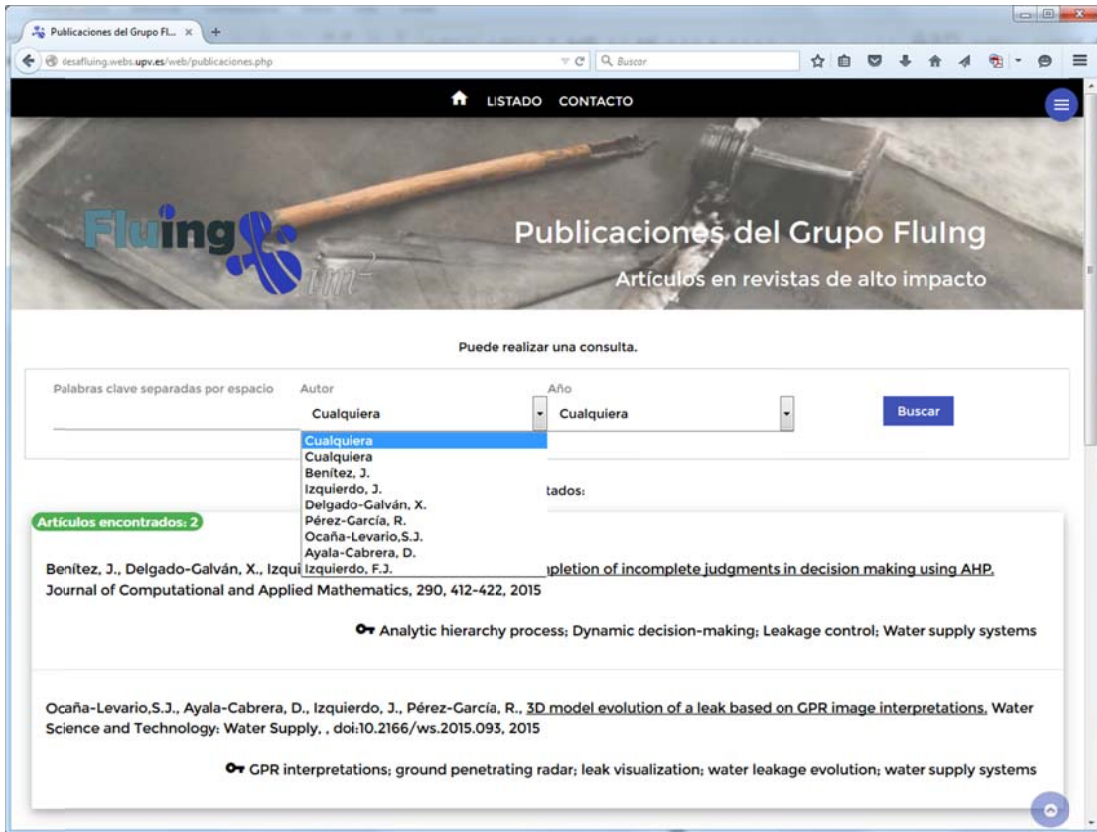 Publicaciones del Grupo Fl...
desafluing.webs.upv.es/web/publicaciones.php
Buscar
LISTADO CONTACTO
Fluing
im²
Publicaciones del Grupo FluIng
Artículos en revistas de alto impacto
Puede realizar una consulta.
Palabras clave separadas por espacio
Autor
Año
Cualquiera
Cualquiera
Buscar
Cualquiera
Cualquiera
Benítez, J.
Izquierdo, J.
Delgado-Galván, X.
Pérez-García, R.
Ocaña-Levario,S.J.
Ayala-Cabrera, D.
Izquierdo, F.J.
tados:
Artículos encontrados: 2
Benítez, J., Delgado-Galván, X., Izqui pletion of incomplete judgments in decision making using AHP.
Journal of Computational and Applied Mathematics, 290, 412-422, 2015
Analytic hierarchy process; Dynamic decision-making; Leakage control; Water supply systems
Ocaña-Levario,S.J., Ayala-Cabrera, D., Izquierdo, J., Pérez-García, R., 3D model evolution of a leak based on GPR image interpretations. Water
Science and Technology: Water Supply, , doi:10.2166/ws.2015.093, 2015
GPR interpretations; ground penetrating radar; leak visualization; water leakage evolution; water supply systems